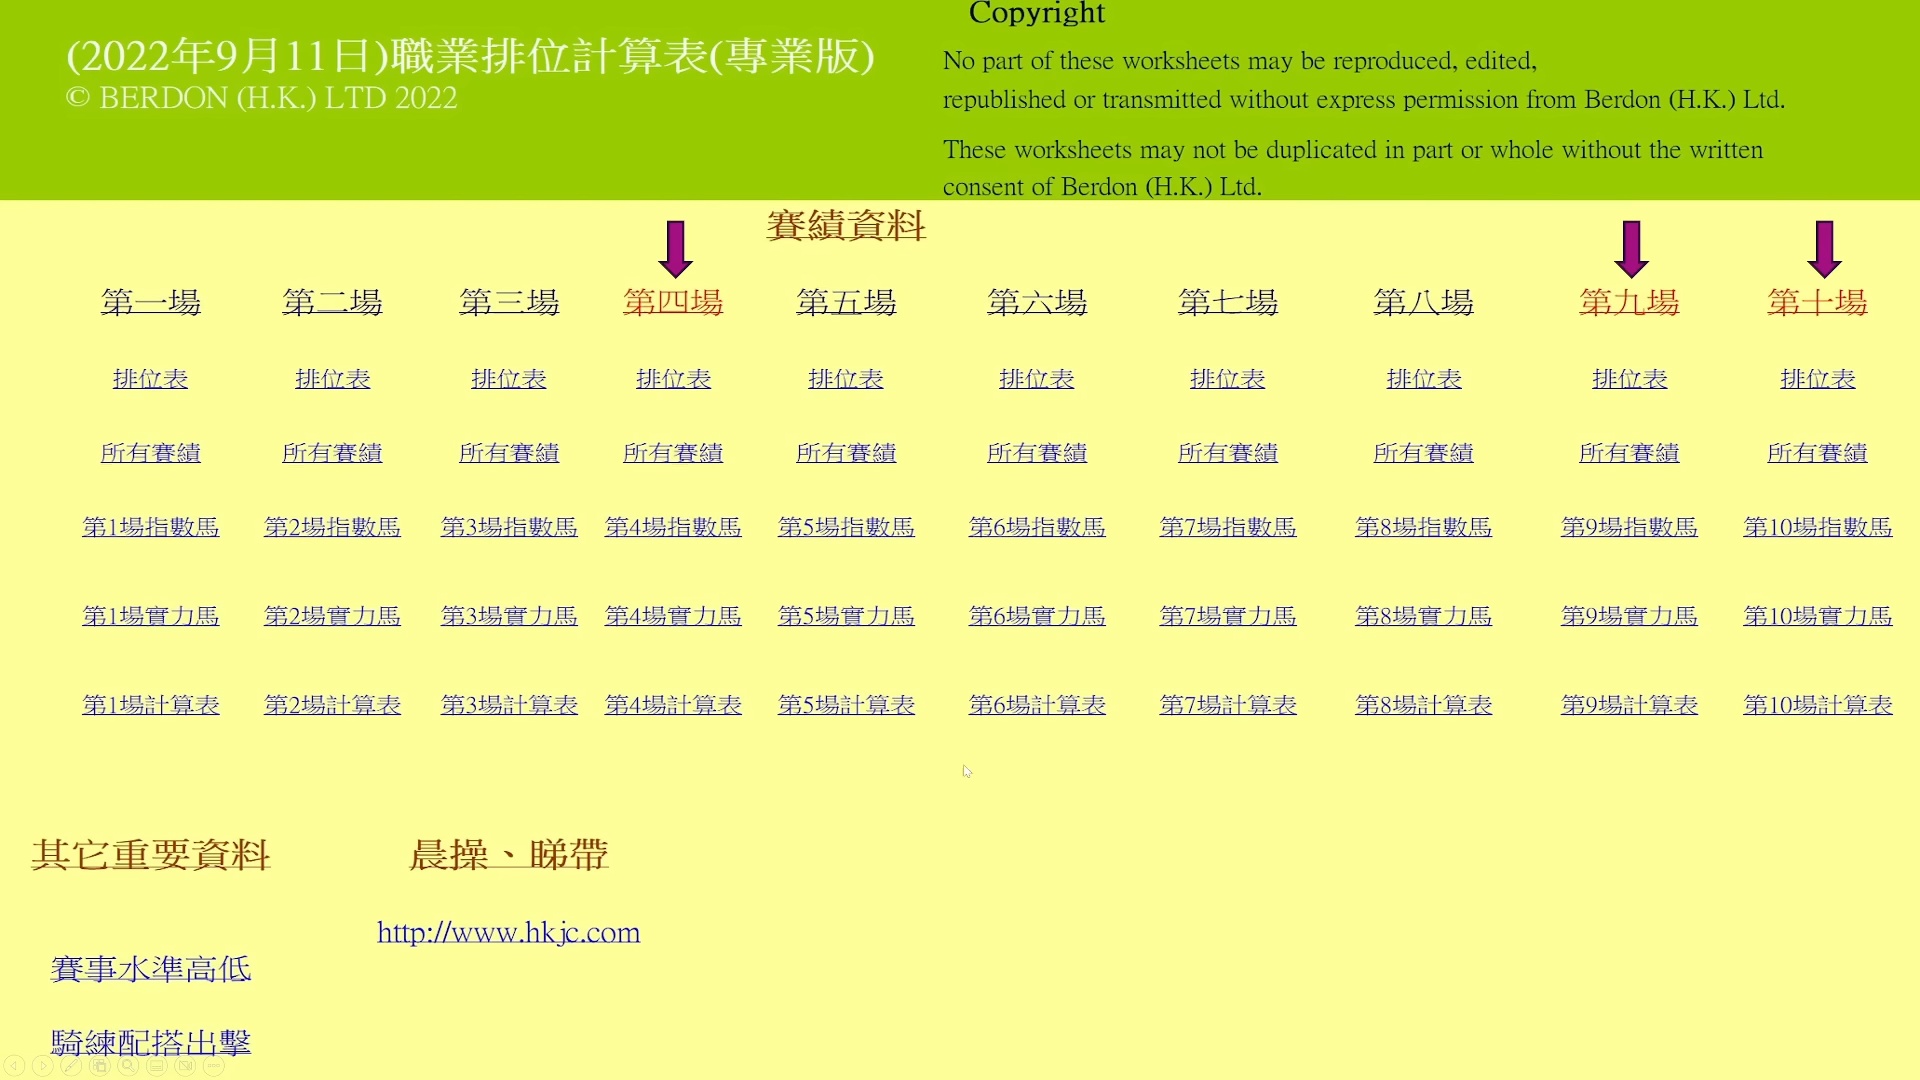 (2022年9月11日)職業排位計算表(專業版)
© BERDON (H.K.) LTD 2022
Copyright
No part of these worksheets may be reproduced, edited,
republished or transmitted without express permission from Berdon (H.K.) Ltd.
These worksheets may not be duplicated in part or whole without the written
consent of Berdon (H.K.) Ltd.
賽績資料
第一場 第二場 第三場 第四場 第五場 第六場 第七場 第八場 第九場 第十場
排位表 排位表 排位表 排位表 排位表 排位表 排位表 排位表 排位表 排位表
所有賽績 所有賽績 所有賽績 所有賽績 所有賽績 所有賽績 所有賽績 所有賽績 所有賽績 所有賽績
第1場指數馬 第2場指數馬 第3場指數馬 第4場指數馬 第5場指數馬 第6場指數馬 第7場指數馬 第8場指數馬 第9場指數馬 第10場指數馬
第1場實力馬 第2場實力馬 第3場實力馬 第4場實力馬 第5場實力馬 第6場實力馬 第7場實力馬 第8場實力馬 第9場實力馬 第10場實力馬
第1場計算表 第2場計算表 第3場計算表 第4場計算表 第5場計算表 第6場計算表 第7場計算表 第8場計算表 第9場計算表 第10場計算表
其它重要資料
晨操、睇帶
http://www.hkjc.com
賽事水準高低
騎練配搭出擊